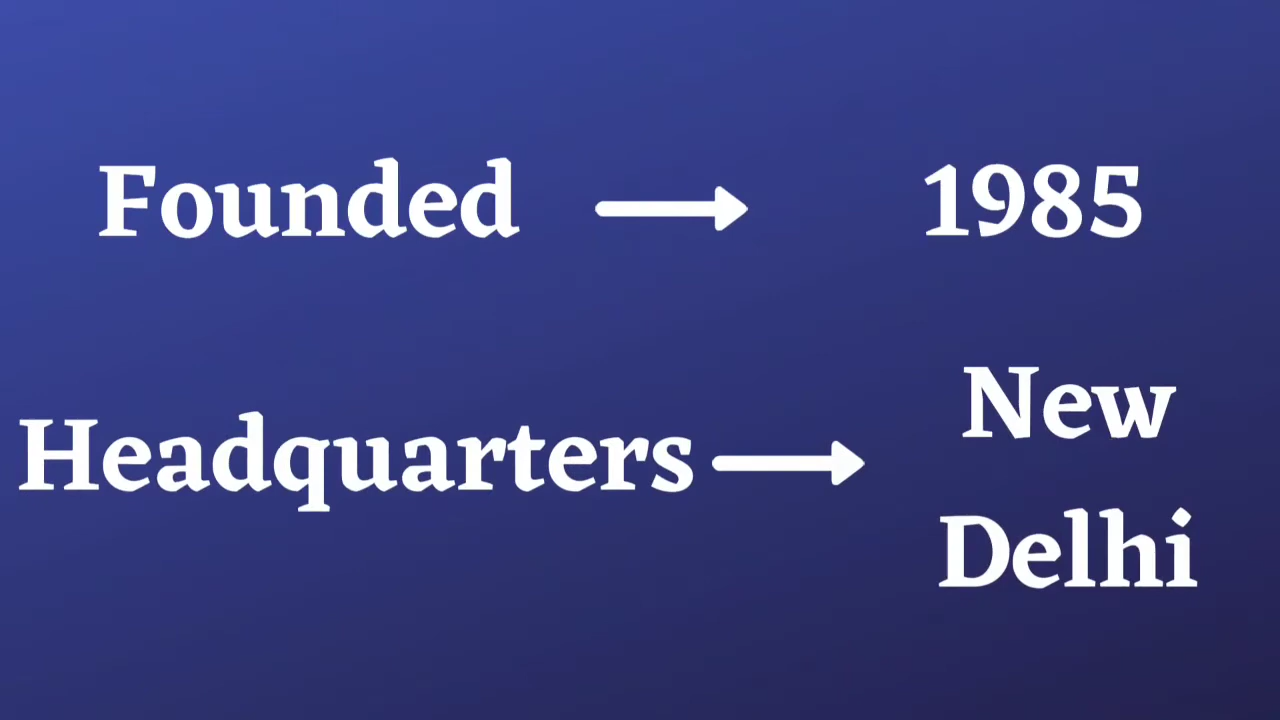 Founded → 1985
Headquarters → New
Delhi